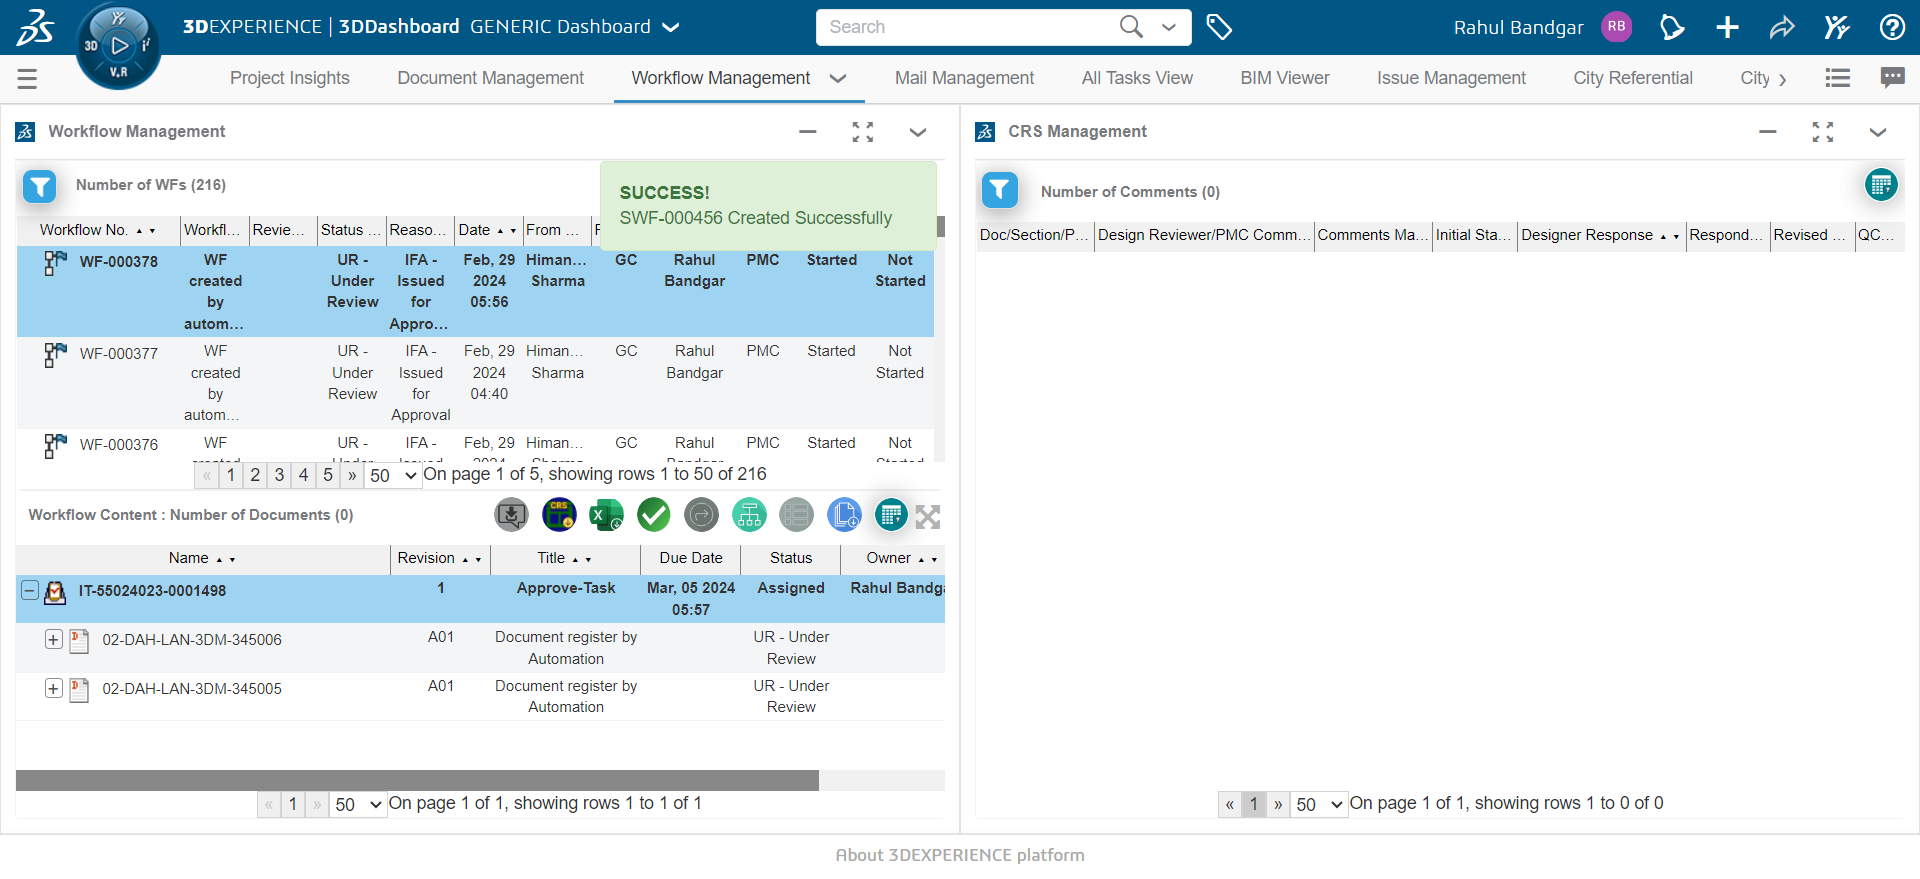 3DEXPERIENCE | 3DDashboard GENERIC Dashboard
3D
V.R
Search
Rahul Bandgar RB
Project Insights Document Management Workflow Management Mail Management All Tasks View BIM Viewer Issue Management City Referential City
Workflow Management
Number of WFs (216)
SUCCESS!
SWF-000456 Created Successfully
Workflow No. Workfl... Revie... Status ... Reaso... Date From ...
WF-000378 WF created by autom... UR - Under Review IFA - Issued for Appro... Feb, 29 2024 05:56 Himan... Sharma GC Rahul Bandgar PMC Started Not Started
WF-000377 WF created by autom... UR - Under Review IFA - Issued for Approval Feb, 29 2024 04:40 Himan... Sharma GC Rahul Bandgar PMC Started Not Started
WF-000376 WF UR - IFA - Feb, 29 Himan... GC Rahul PMC Started Not
« 1 2 3 4 5 » 50 On page 1 of 5, showing rows 1 to 50 of 216
Workflow Content : Number of Documents (0)
CRS
Name Revision Title Due Date Status Owner
IT-55024023-0001498 1 Approve-Task Mar, 05 2024 05:57 Assigned Rahul Bandga
02-DAH-LAN-3DM-345006 A01 Document register by Automation UR - Under Review
02-DAH-LAN-3DM-345005 A01 Document register by Automation UR - Under Review
« 1 » 50 On page 1 of 1, showing rows 1 to 1 of 1
CRS Management
Number of Comments (0)
Doc/Section/P... Design Reviewer/PMC Comm... Comments Ma... Initial Sta... Designer Response Respond... Revised ... QC...
« 1 » 50 On page 1 of 1, showing rows 1 to 0 of 0
About 3DEXPERIENCE platform